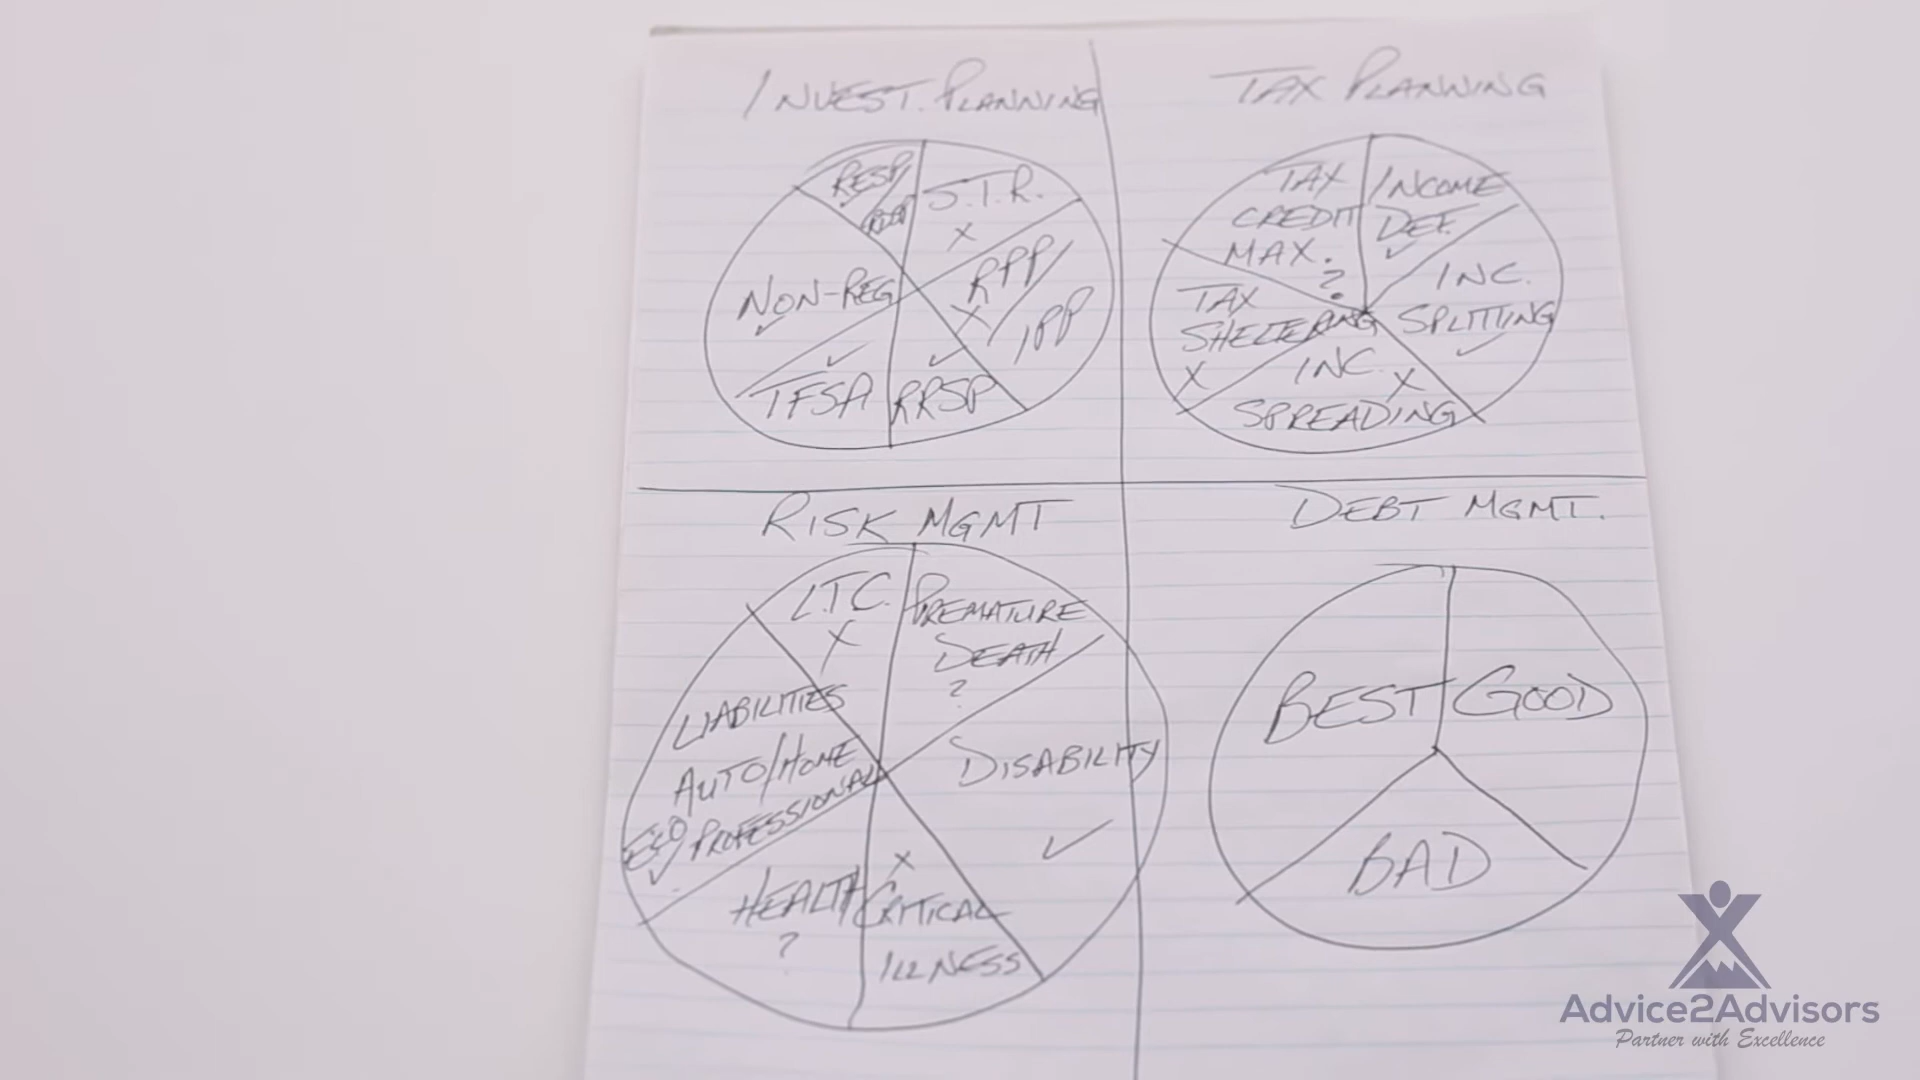 INVEST. PLANNING
RESP
S.T.R.
X
RPP
X
IPP
NON-REG
✓
TFSA
✓
RRSP
✓
TAX PLANNING
TAX
CREDIT
MAX.
?
INCOME
DEF.
✓
INC.
SPLITTING
✓
TAX
SHELTERING
X
INC.
X
SPREADING
RISK MGMT
L.T.C.
X
PREMATURE
DEATH
?
LIABILITIES
AUTO/HOME
E&O PROFESSIONAL
✓
DISABILITY
✓
HEALTH
?
X
CRITICAL
ILLNESS
DEBT MGMT.
BEST
GOOD
BAD
Advice2Advisors
Partner with Excellence